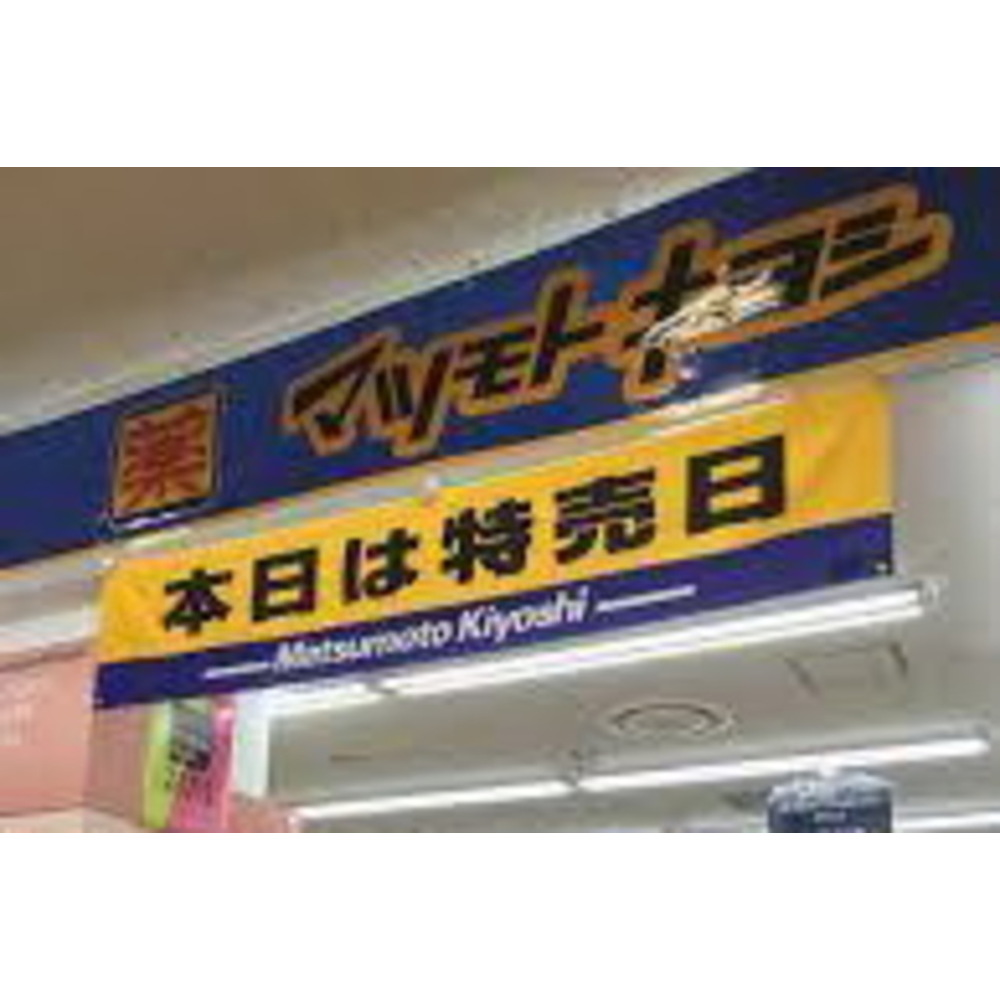 薬 マツモトキヨシ
本日は特売日
Matsumoto Kiyoshi